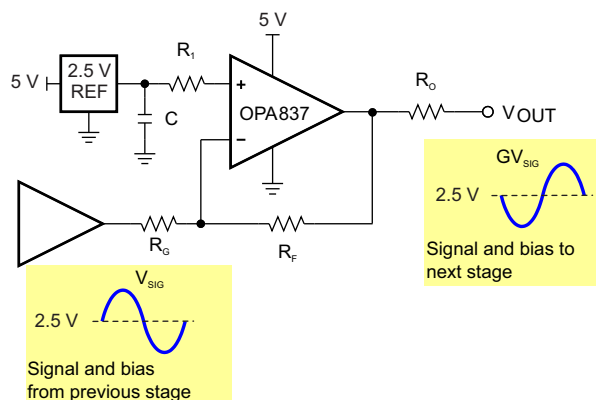 5 V
R1
5 V
2.5 V
REF
C
+
OPA837
−
RO
VOUT
GVSIG
2.5 V
Signal and bias to
next stage
RG
RF
VSIG
2.5 V
Signal and bias
from previous stage